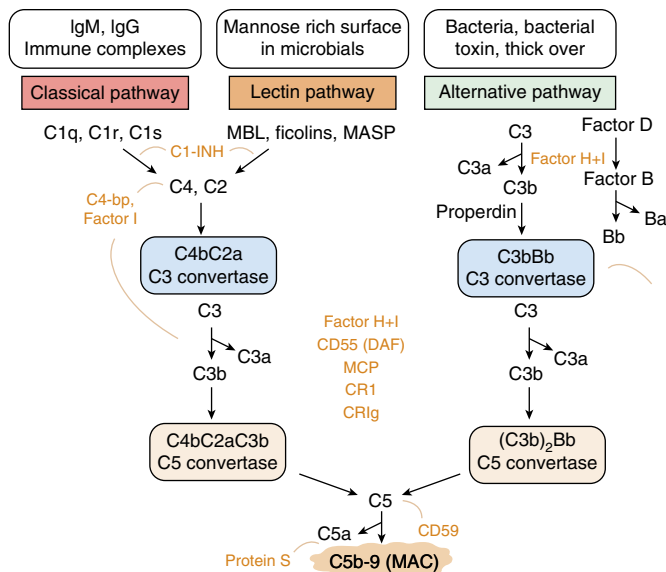 IgM, IgG
Immune complexes
Mannose rich surface
in microbials
Bacteria, bacterial
toxin, thick over
Classical pathway
Lectin pathway
Alternative pathway
C1q, C1r, C1s
MBL, ficolins, MASP
C3
Factor D
C1-INH
C3a
Factor H+I
C3b
Factor B
C4-bp,
Factor I
C4, C2
Properdin
Ba
Bb
C4bC2a
C3 convertase
C3bBb
C3 convertase
C3
C3
Factor H+I
CD55 (DAF)
MCP
CR1
CRIg
C3a
C3b
C3a
C3b
C4bC2aC3b
C5 convertase
(C3b)₂Bb
C5 convertase
C5
C5a
CD59
Protein S
C5b-9 (MAC)